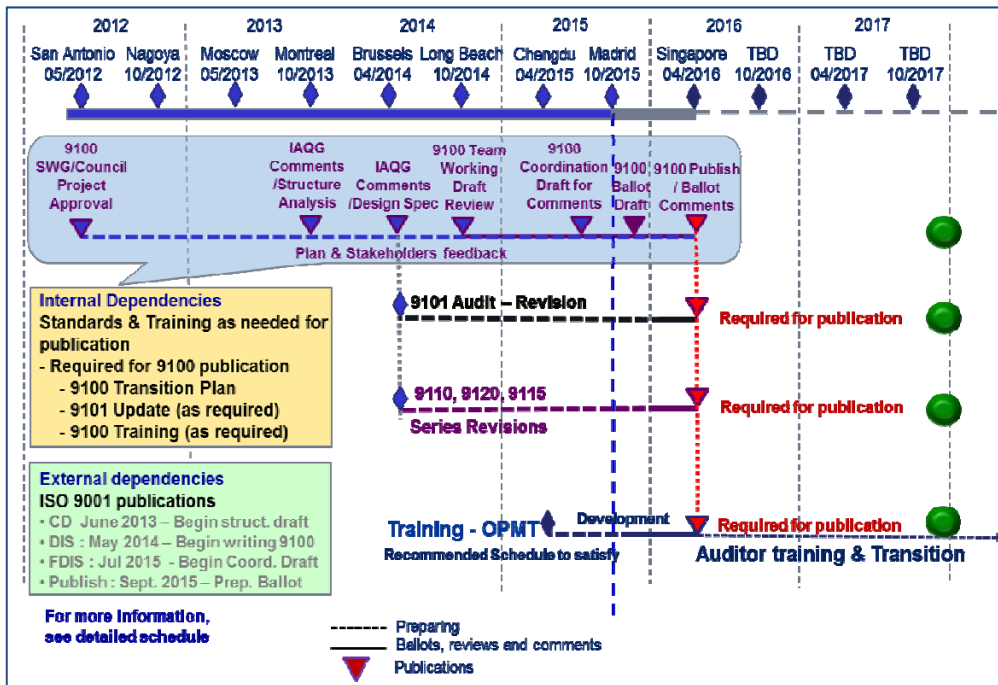 2012 2013 2014 2015 2016 2017
San Antonio Nagoya Moscow Montreal Brussels Long Beach Chengdu Madrid Singapore TBD TBD TBD
05/2012 10/2012 05/2013 10/2013 04/2014 10/2014 04/2015 10/2015 04/2016 10/2016 04/2017 10/2017
9100
SWG/Council
Project
Approval
IAQG
Comments
/Structure
Analysis
IAQG
Comments
/Design Spec
9100 Team
Working
Draft
Review
9100
Coordination
Draft for
Comments
9100
Ballot
Draft
9100 Publish
/ Ballot
Comments
Plan & Stakeholders feedback
Internal Dependencies
Standards & Training as needed for
publication
- Required for 9100 publication
- 9100 Transition Plan
- 9101 Update (as required)
- 9100 Training (as required)
9101 Audit – Revision
Required for publication
9110, 9120, 9115
Series Revisions
Required for publication
External dependencies
ISO 9001 publications
• CD June 2013 – Begin struct. draft
• DIS : May 2014 – Begin writing 9100
• FDIS : Jul 2015 - Begin Coord. Draft
• Publish : Sept. 2015 – Prep. Ballot
Training - OPMT
Development
Recommended Schedule to satisfy
Required for publication
Auditor training & Transition
For more Information,
see detailed schedule
Preparing
Ballots, reviews and comments
Publications